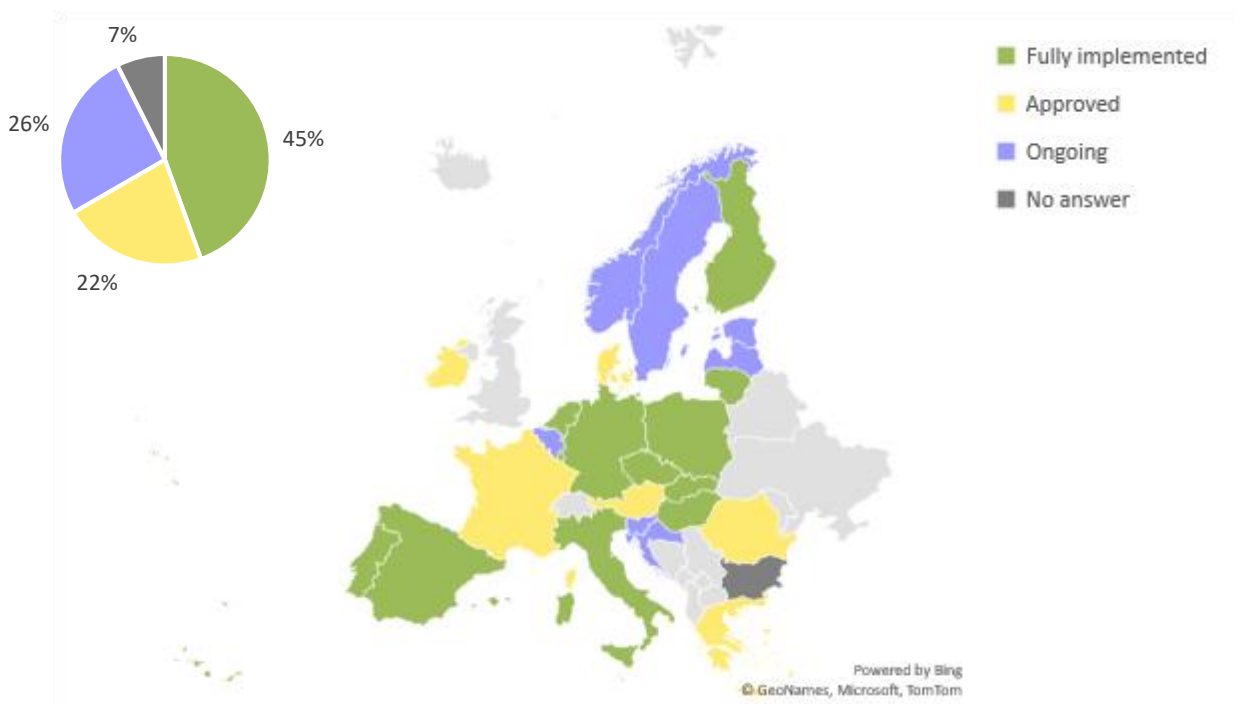 7%
26%
45%
22%
Fully implemented
Approved
Ongoing
No answer
Powered by Bing
© GeoNames, Microsoft, TomTom